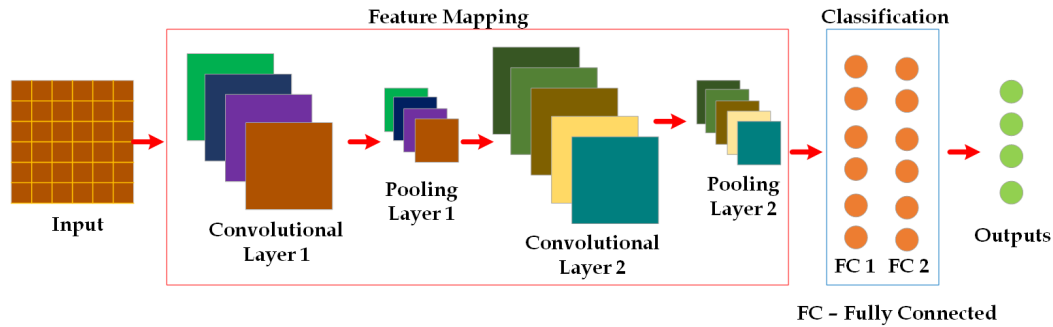 Feature Mapping
Classification
Input
Convolutional
Layer 1
Pooling
Layer 1
Convolutional
Layer 2
Pooling
Layer 2
FC 1 FC 2
Outputs
FC – Fully Connected